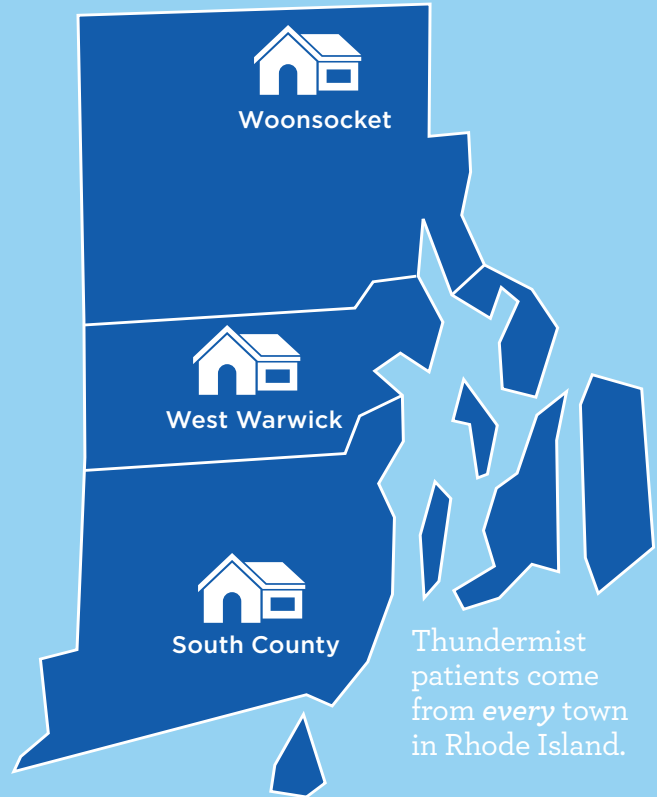 Woonsocket
West Warwick
South County
Thundermist
patients come
from every town
in Rhode Island.